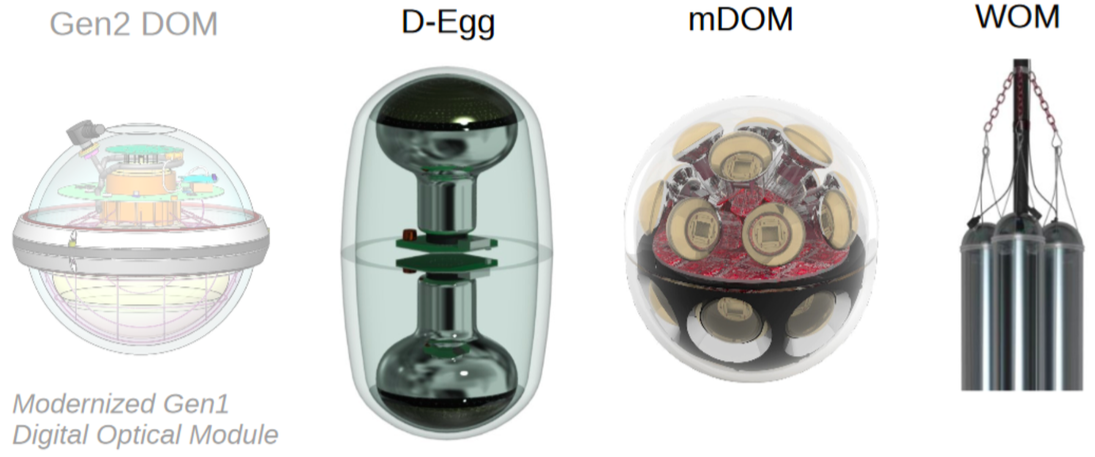 Gen2 DOM
D-Egg
mDOM
WOM
Modernized Gen1
Digital Optical Module